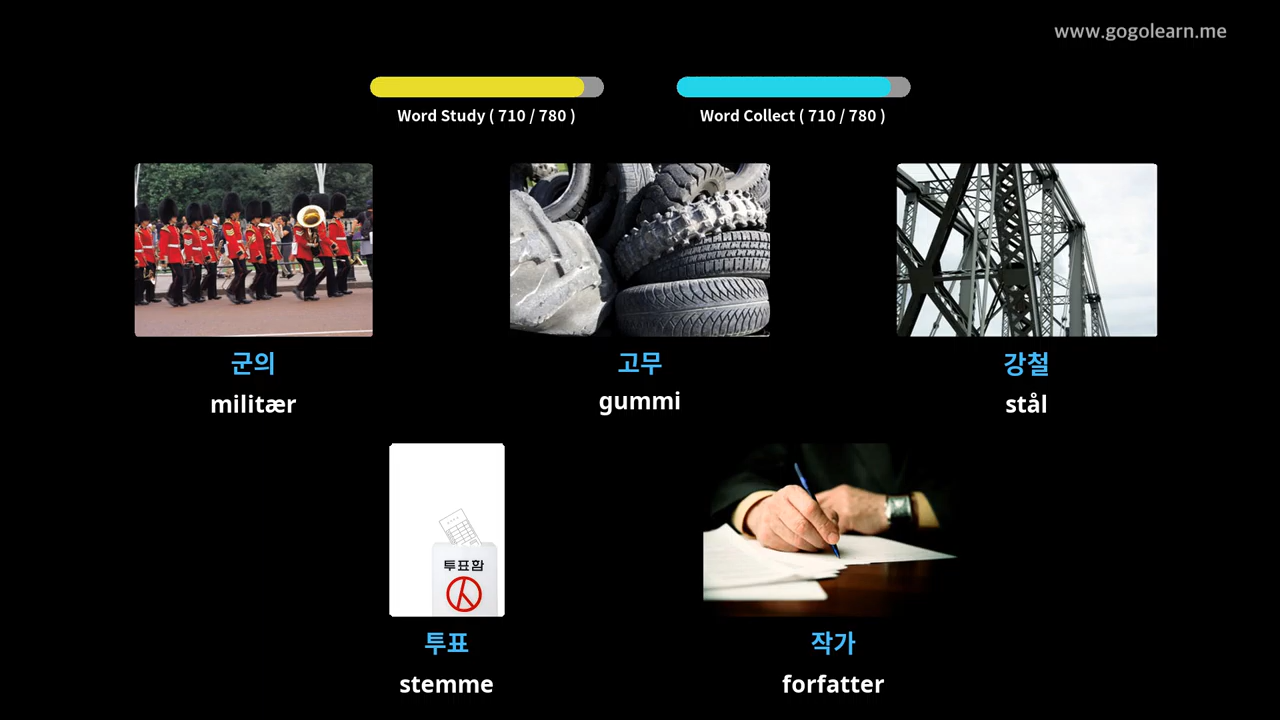 www.gogolearn.me
Word Study ( 710 / 780 )
Word Collect ( 710 / 780 )
군의
고무
강철
militær
gummi
stål
투표함
투표
작가
stemme
forfatter